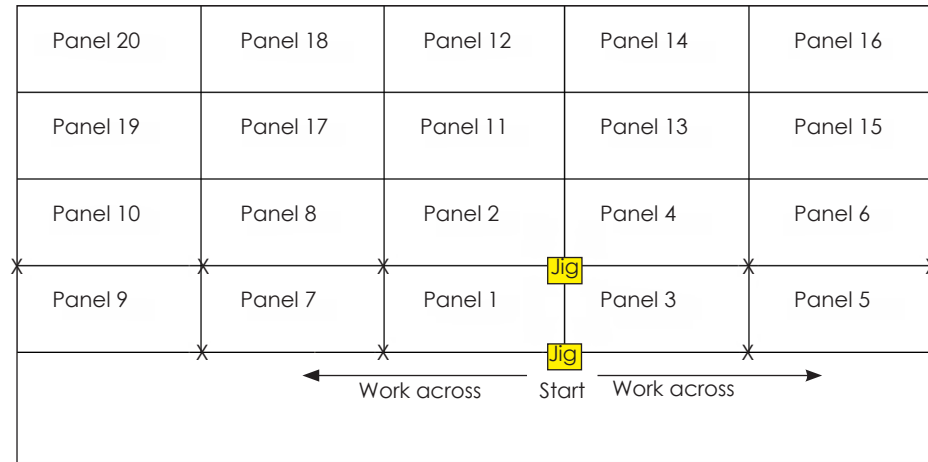 Panel 20 Panel 18 Panel 12 Panel 14 Panel 16
Panel 19 Panel 17 Panel 11 Panel 13 Panel 15
Panel 10 Panel 8 Panel 2 Panel 4 Panel 6
X X X Jig X X
Panel 9 Panel 7 Panel 1 Panel 3 Panel 5
X X Jig X
Work across Start Work across